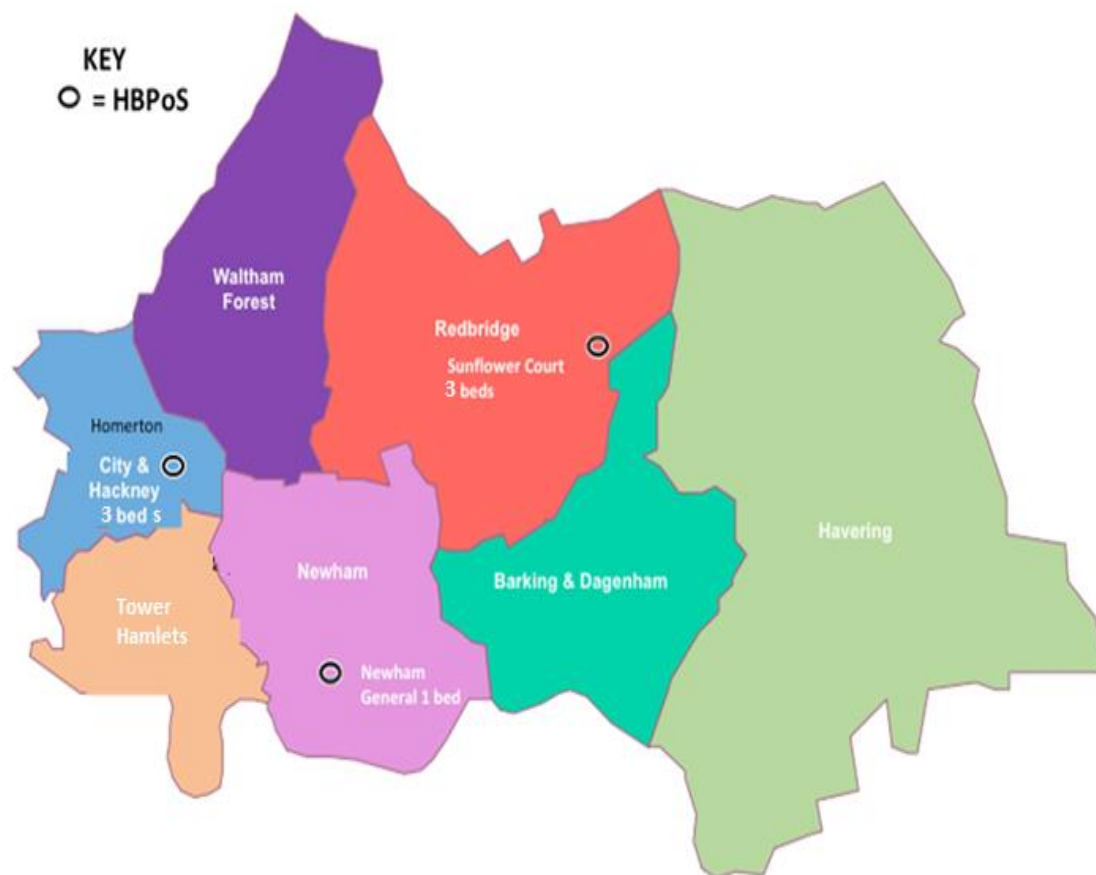 KEY
O = HBPoS
Waltham
Forest
Redbridge
Sunflower Court
3 beds
Homerton
City &
Hackney
3 bed s
Newham
Barking & Dagenham
Havering
Tower
Hamlets
Newham
General 1 bed